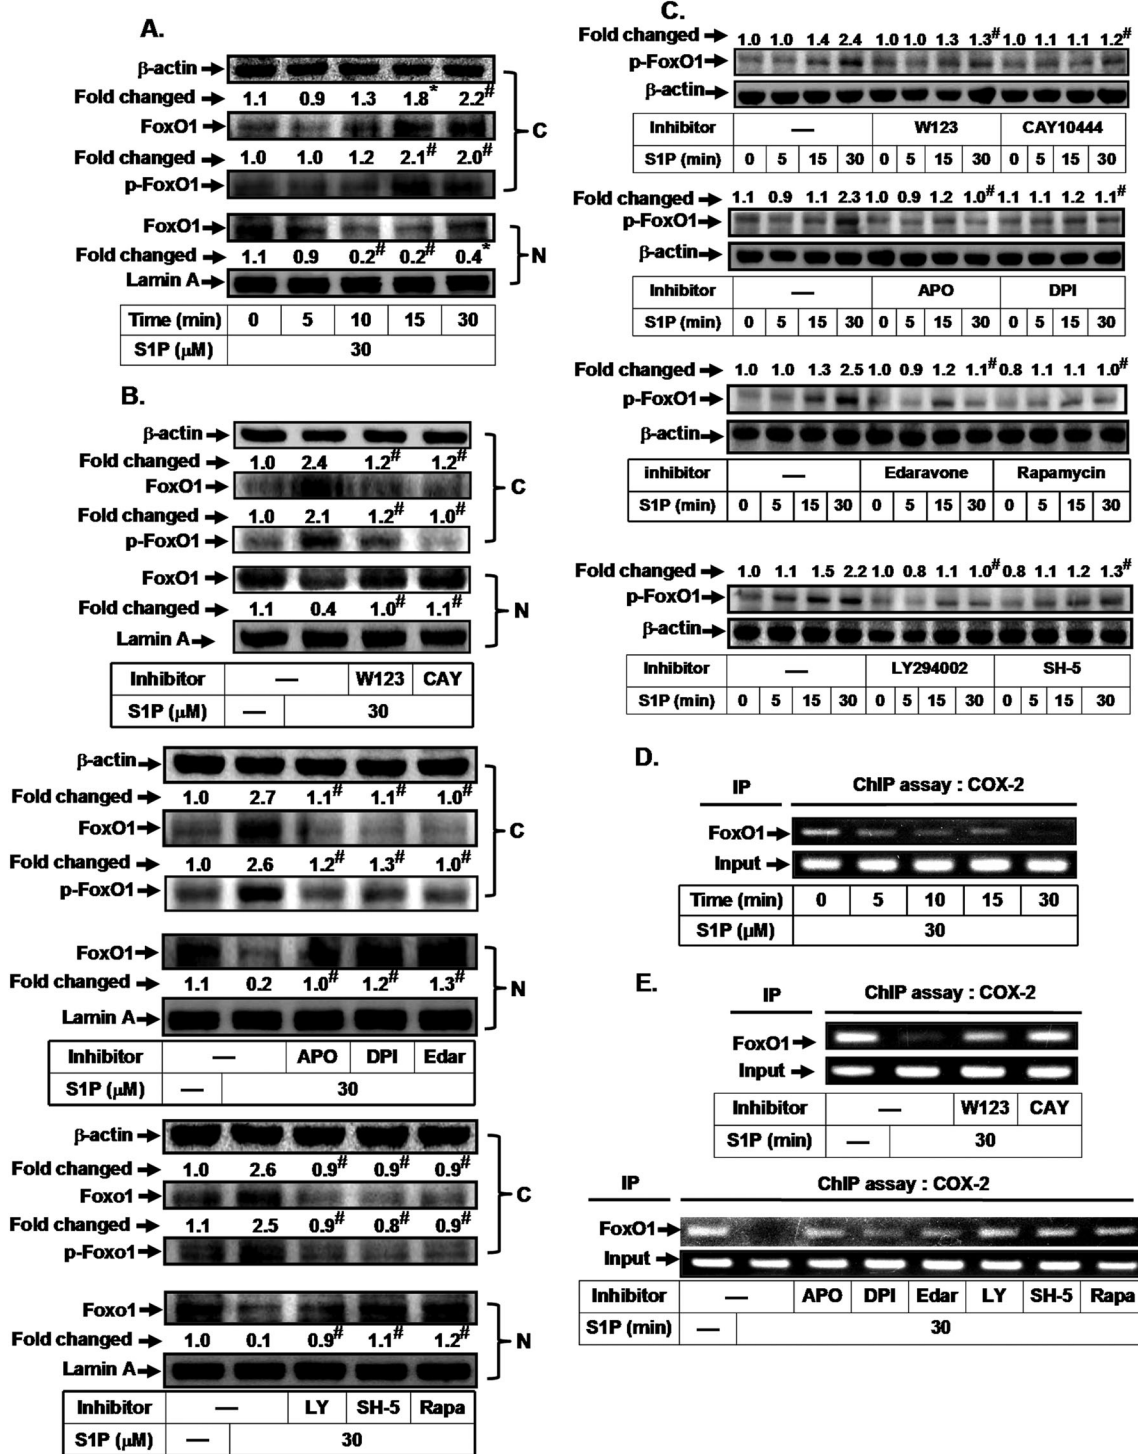 A.
β-actin
Fold changed 1.1 0.9 1.3 1.8* 2.2#
FoxO1
C
Fold changed 1.0 1.0 1.2 2.1# 2.0#
p-FoxO1
FoxO1
Fold changed 1.1 0.9 0.2# 0.2# 0.4*
N
Lamin A
Time (min) 0 5 10 15 30
S1P (μM) 30
B.
β-actin
Fold changed 1.0 2.4 1.2# 1.2#
FoxO1
C
Fold changed 1.0 2.1 1.2# 1.0#
p-FoxO1
FoxO1
Fold changed 1.1 0.4 1.0# 1.1#
N
Lamin A
Inhibitor — W123 CAY
S1P (μM) — 30
β-actin
Fold changed 1.0 2.7 1.1# 1.1# 1.0#
FoxO1
C
Fold changed 1.0 2.6 1.2# 1.3# 1.0#
p-FoxO1
FoxO1
Fold changed 1.1 0.2 1.0# 1.2# 1.3#
N
Lamin A
Inhibitor — APO DPI Edar
S1P (μM) — 30
β-actin
Fold changed 1.0 2.6 0.9# 0.9# 0.9#
Foxo1
C
Fold changed 1.1 2.5 0.9# 0.8# 0.9#
p-Foxo1
Foxo1
Fold changed 1.0 0.1 0.9# 1.1# 1.2#
N
Lamin A
Inhibitor — LY SH-5 Rapa
S1P (μM) — 30
C.
Fold changed 1.0 1.0 1.4 2.4 1.0 1.0 1.3 1.3# 1.0 1.1 1.1 1.2#
p-FoxO1
β-actin
Inhibitor — W123 CAY10444
S1P (min) 0 5 15 30 0 5 15 30 0 5 15 30
Fold changed 1.1 0.9 1.1 2.3 1.0 0.9 1.2 1.0# 1.1 1.1 1.2 1.1#
p-FoxO1
β-actin
Inhibitor — APO DPI
S1P (min) 0 5 15 30 0 5 15 30 0 5 15 30
Fold changed 1.0 1.0 1.3 2.5 1.0 0.9 1.2 1.1# 0.8 1.1 1.1 1.0#
p-FoxO1
β-actin
inhibitor — Edaravone Rapamycin
S1P (min) 0 5 15 30 0 5 15 30 0 5 15 30
Fold changed 1.0 1.1 1.5 2.2 1.0 0.8 1.1 1.0# 0.8 1.1 1.2 1.3#
p-FoxO1
β-actin
Inhibitor — LY294002 SH-5
S1P (min) 0 5 15 30 0 5 15 30 0 5 15 30
D.
IP ChIP assay : COX-2
FoxO1
Input
Time (min) 0 5 10 15 30
S1P (μM) 30
E.
IP ChIP assay : COX-2
FoxO1
Input
Inhibitor — W123 CAY
S1P (min) — 30
IP ChIP assay : COX-2
FoxO1
Input
Inhibitor — APO DPI Edar LY SH-5 Rapa
S1P (min) — 30